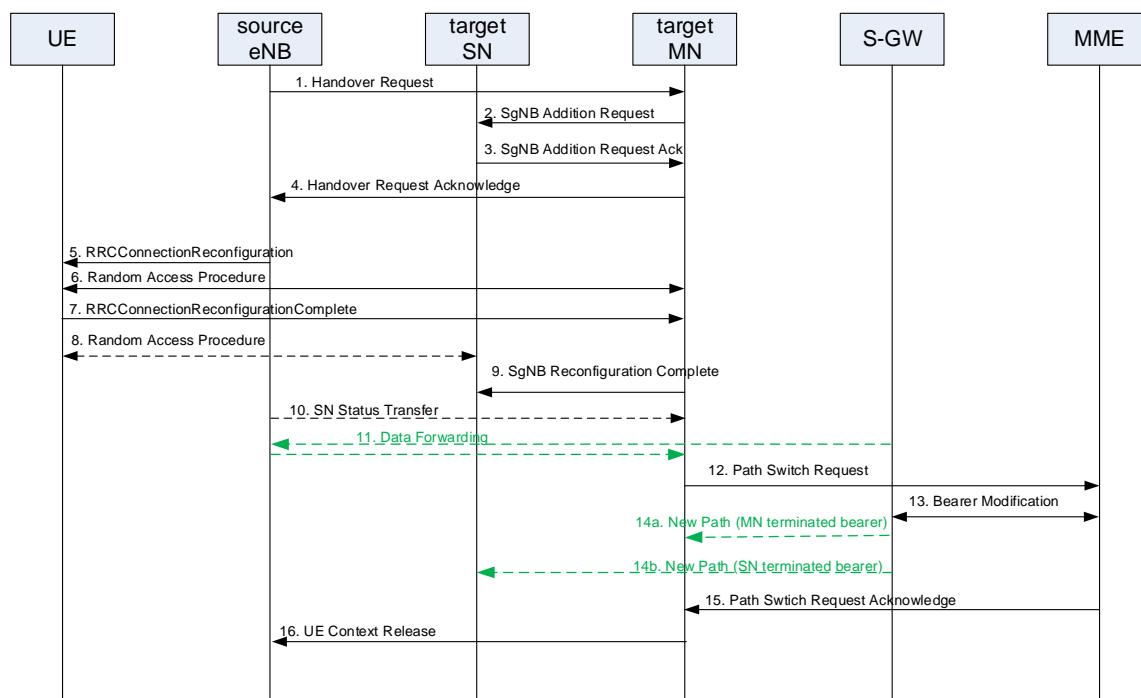 UE
source
eNB
target
SN
target
MN
S-GW
MME
1. Handover Request
2. SgNB Addition Request
3. SgNB Addition Request Ack
4. Handover Request Acknowledge
5. RRCConnectionReconfiguration
6. Random Access Procedure
7. RRCConnectionReconfigurationComplete
8. Random Access Procedure
9. SgNB Reconfiguration Complete
10. SN Status Transfer
11. Data Forwarding
12. Path Switch Request
13. Bearer Modification
14a. New Path (MN terminated bearer)
14b. New Path (SN terminated bearer)
15. Path Swtich Request Acknowledge
16. UE Context Release